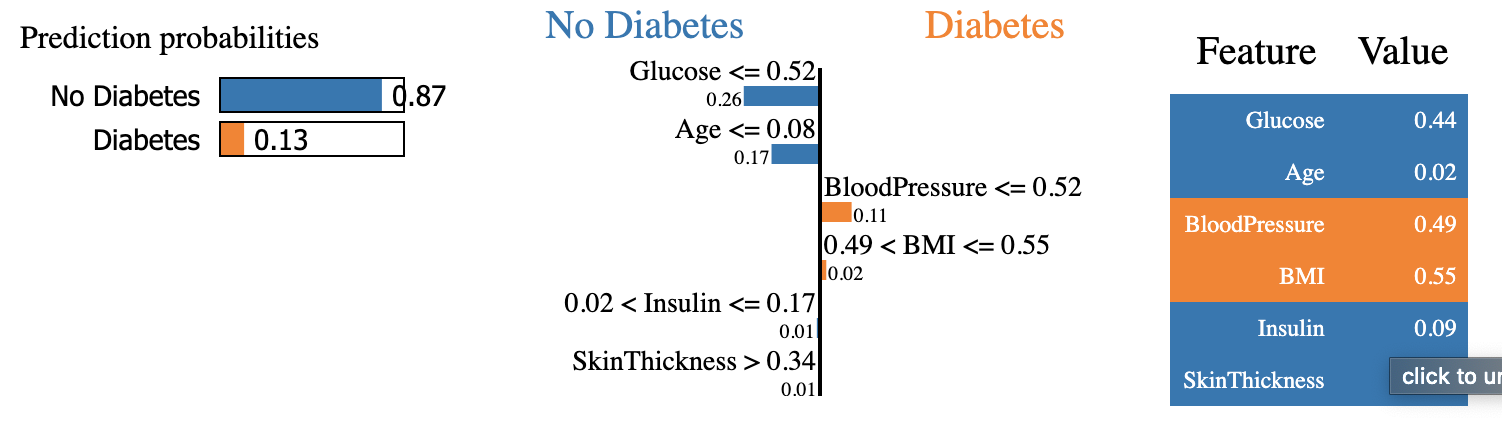 Prediction probabilities
No Diabetes 0.87
Diabetes 0.13
No Diabetes Diabetes
Glucose <= 0.52
0.26
Age <= 0.08
0.17
BloodPressure <= 0.52
0.11
0.49 < BMI <= 0.55
0.02
0.02 < Insulin <= 0.17
0.01
SkinThickness > 0.34
0.01
Feature Value
Glucose 0.44
Age 0.02
BloodPressure 0.49
BMI 0.55
Insulin 0.09
SkinThickness
click to